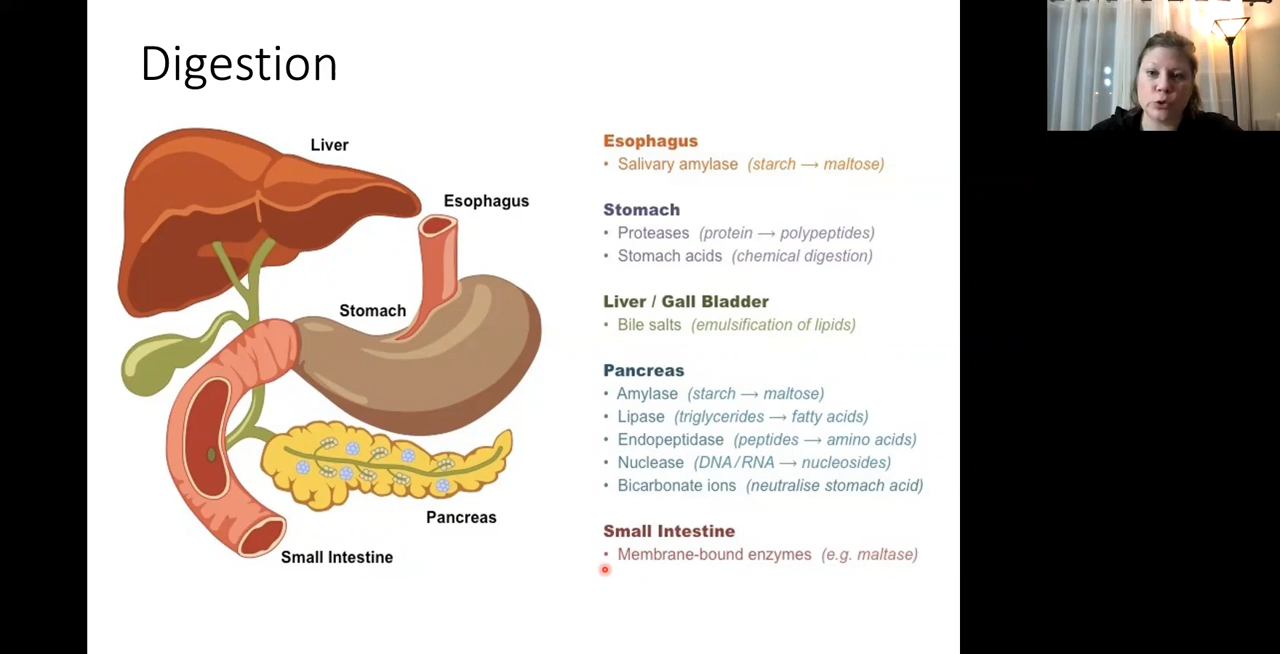 Digestion
Liver
Esophagus
Stomach
Pancreas
Small Intestine
Esophagus
• Salivary amylase (starch → maltose)
Stomach
• Proteases (protein → polypeptides)
• Stomach acids (chemical digestion)
Liver / Gall Bladder
• Bile salts (emulsification of lipids)
Pancreas
• Amylase (starch → maltose)
• Lipase (triglycerides → fatty acids)
• Endopeptidase (peptides → amino acids)
• Nuclease (DNA/RNA → nucleosides)
• Bicarbonate ions (neutralise stomach acid)
Small Intestine
• Membrane-bound enzymes (e.g. maltase)